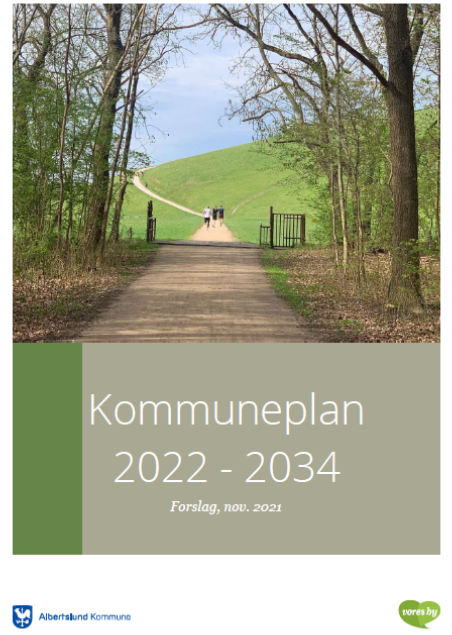 Kommuneplan
2022 - 2034
Forslag, nov. 2021
Albertslund Kommune
vores by